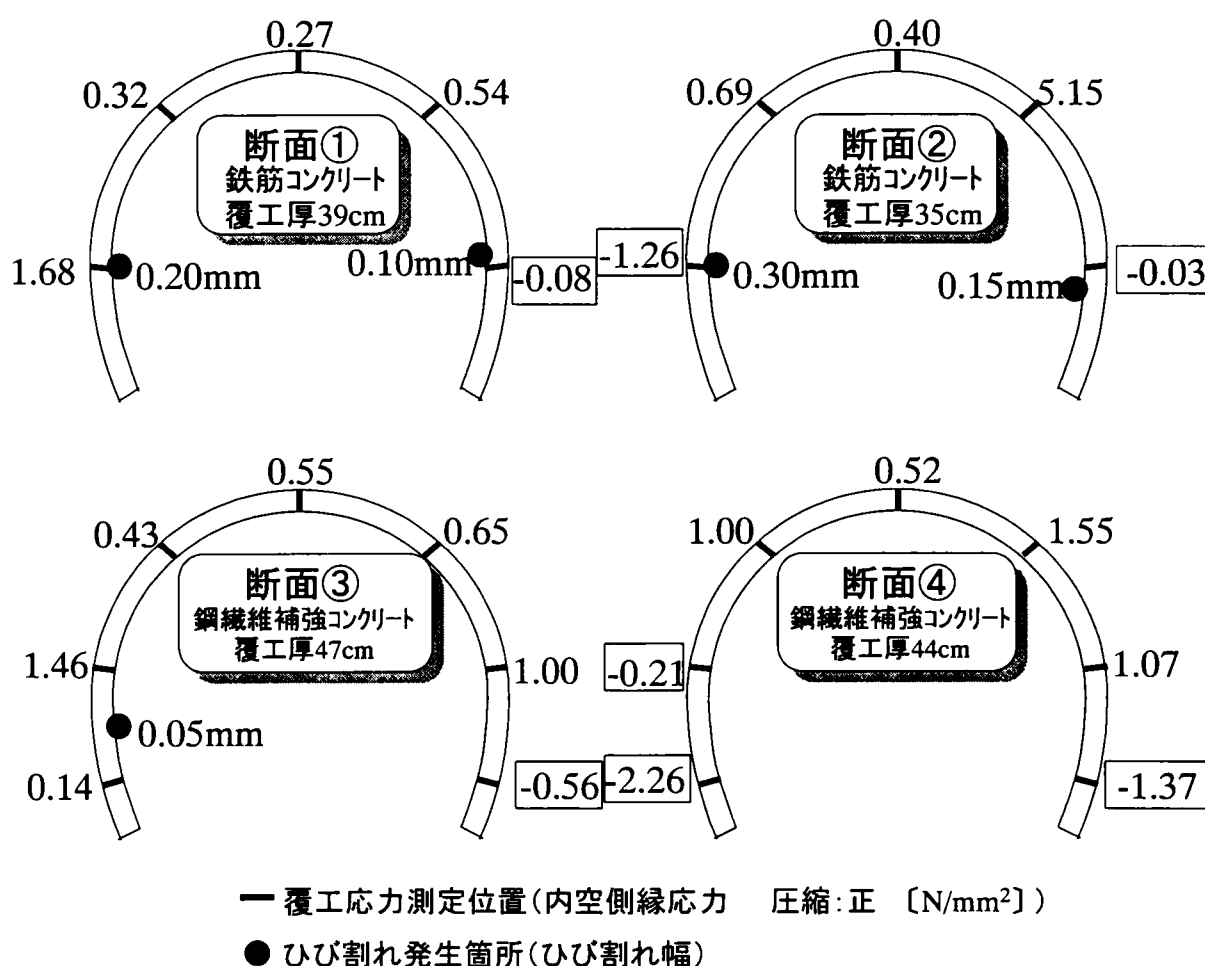 0.27
0.32
0.54
断面①
鉄筋コンクリート
覆工厚39cm
1.68
0.20mm
0.10mm
-0.08
0.40
0.69
5.15
断面②
鉄筋コンクリート
覆工厚35cm
-1.26
0.30mm
0.15mm
-0.03
0.55
0.43
0.65
断面③
鋼繊維補強コンクリート
覆工厚47cm
1.46
1.00
0.05mm
0.14
-0.56
0.52
1.00
1.55
断面④
鋼繊維補強コンクリート
覆工厚44cm
-0.21
1.07
-2.26
-1.37
覆工応力測定位置(内空側縁応力 圧縮:正 〔N/mm²〕)
ひび割れ発生箇所(ひび割れ幅)